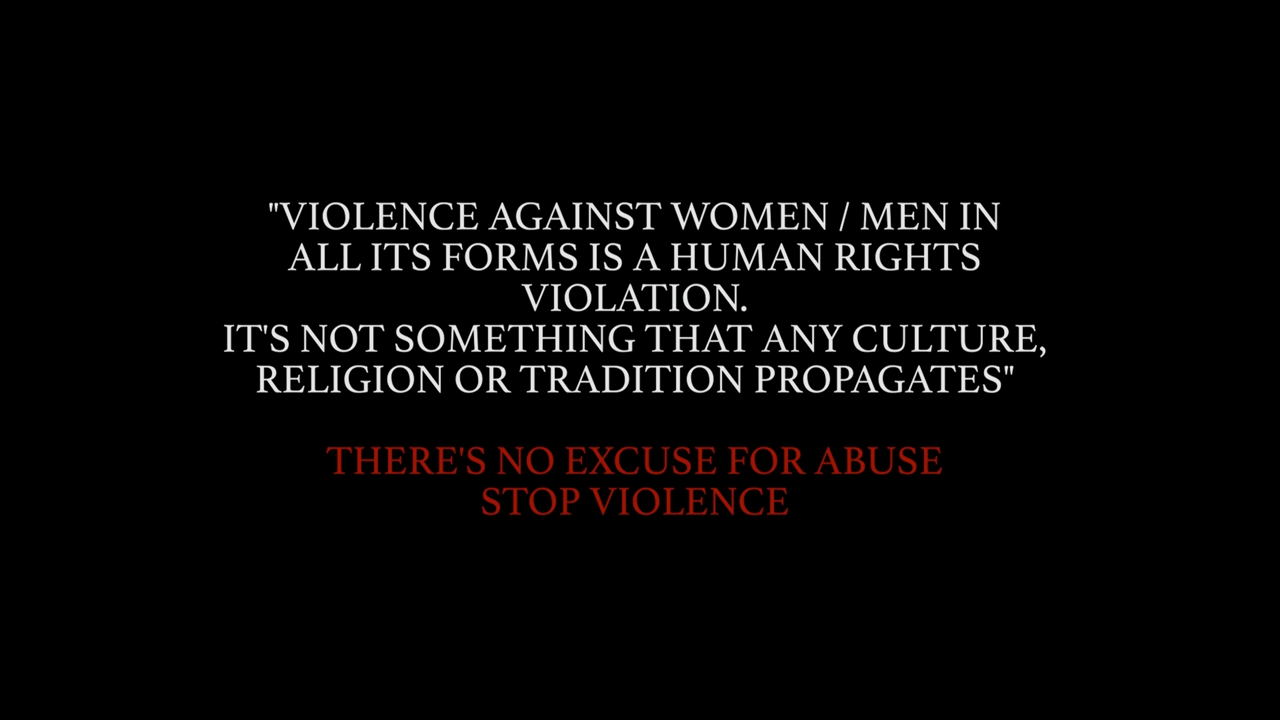 "VIOLENCE AGAINST WOMEN / MEN IN
ALL ITS FORMS IS A HUMAN RIGHTS
VIOLATION.
IT'S NOT SOMETHING THAT ANY CULTURE,
RELIGION OR TRADITION PROPAGATES"
THERE'S NO EXCUSE FOR ABUSE
STOP VIOLENCE